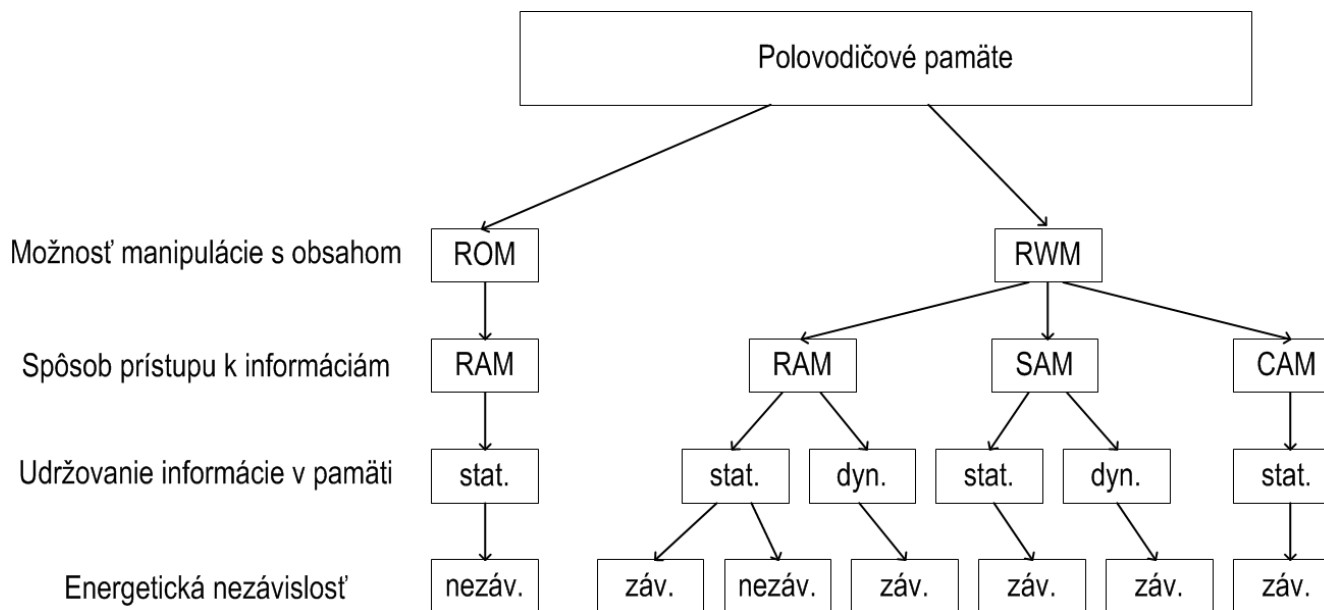 Polovodičové pamäte
Možnosť manipulácie s obsahom ROM RWM
Spôsob prístupu k informáciám RAM RAM SAM CAM
Udržovanie informácie v pamäti stat. stat. dyn. stat. dyn. stat.
Energetická nezávislosť nezáv. záv. nezáv. záv. záv. záv. záv.